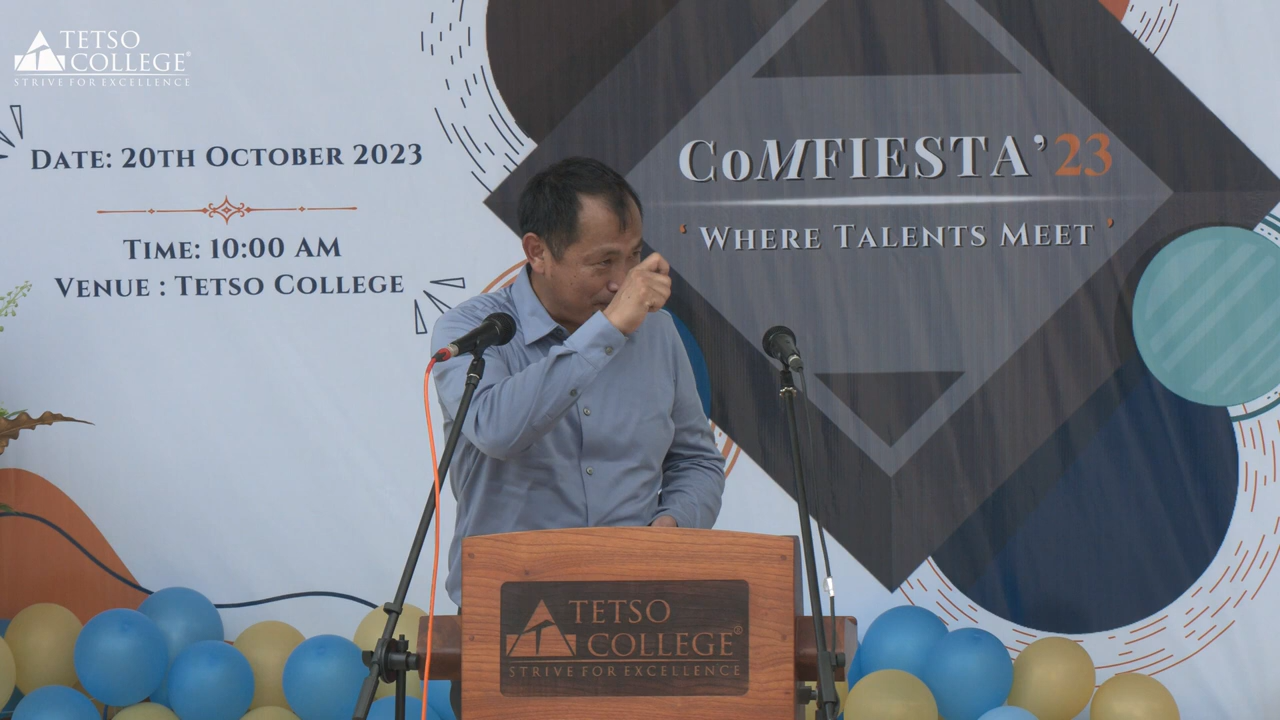 TETSO
COLLEGE®
STRIVE FOR EXCELLENCE
DATE: 20TH OCTOBER 2023
TIME: 10:00 AM
VENUE : TETSO COLLEGE
CoMFIESTA'23
' WHERE TALENTS MEET '
TETSO
COLLEGE®
STRIVE FOR EXCELLENCE